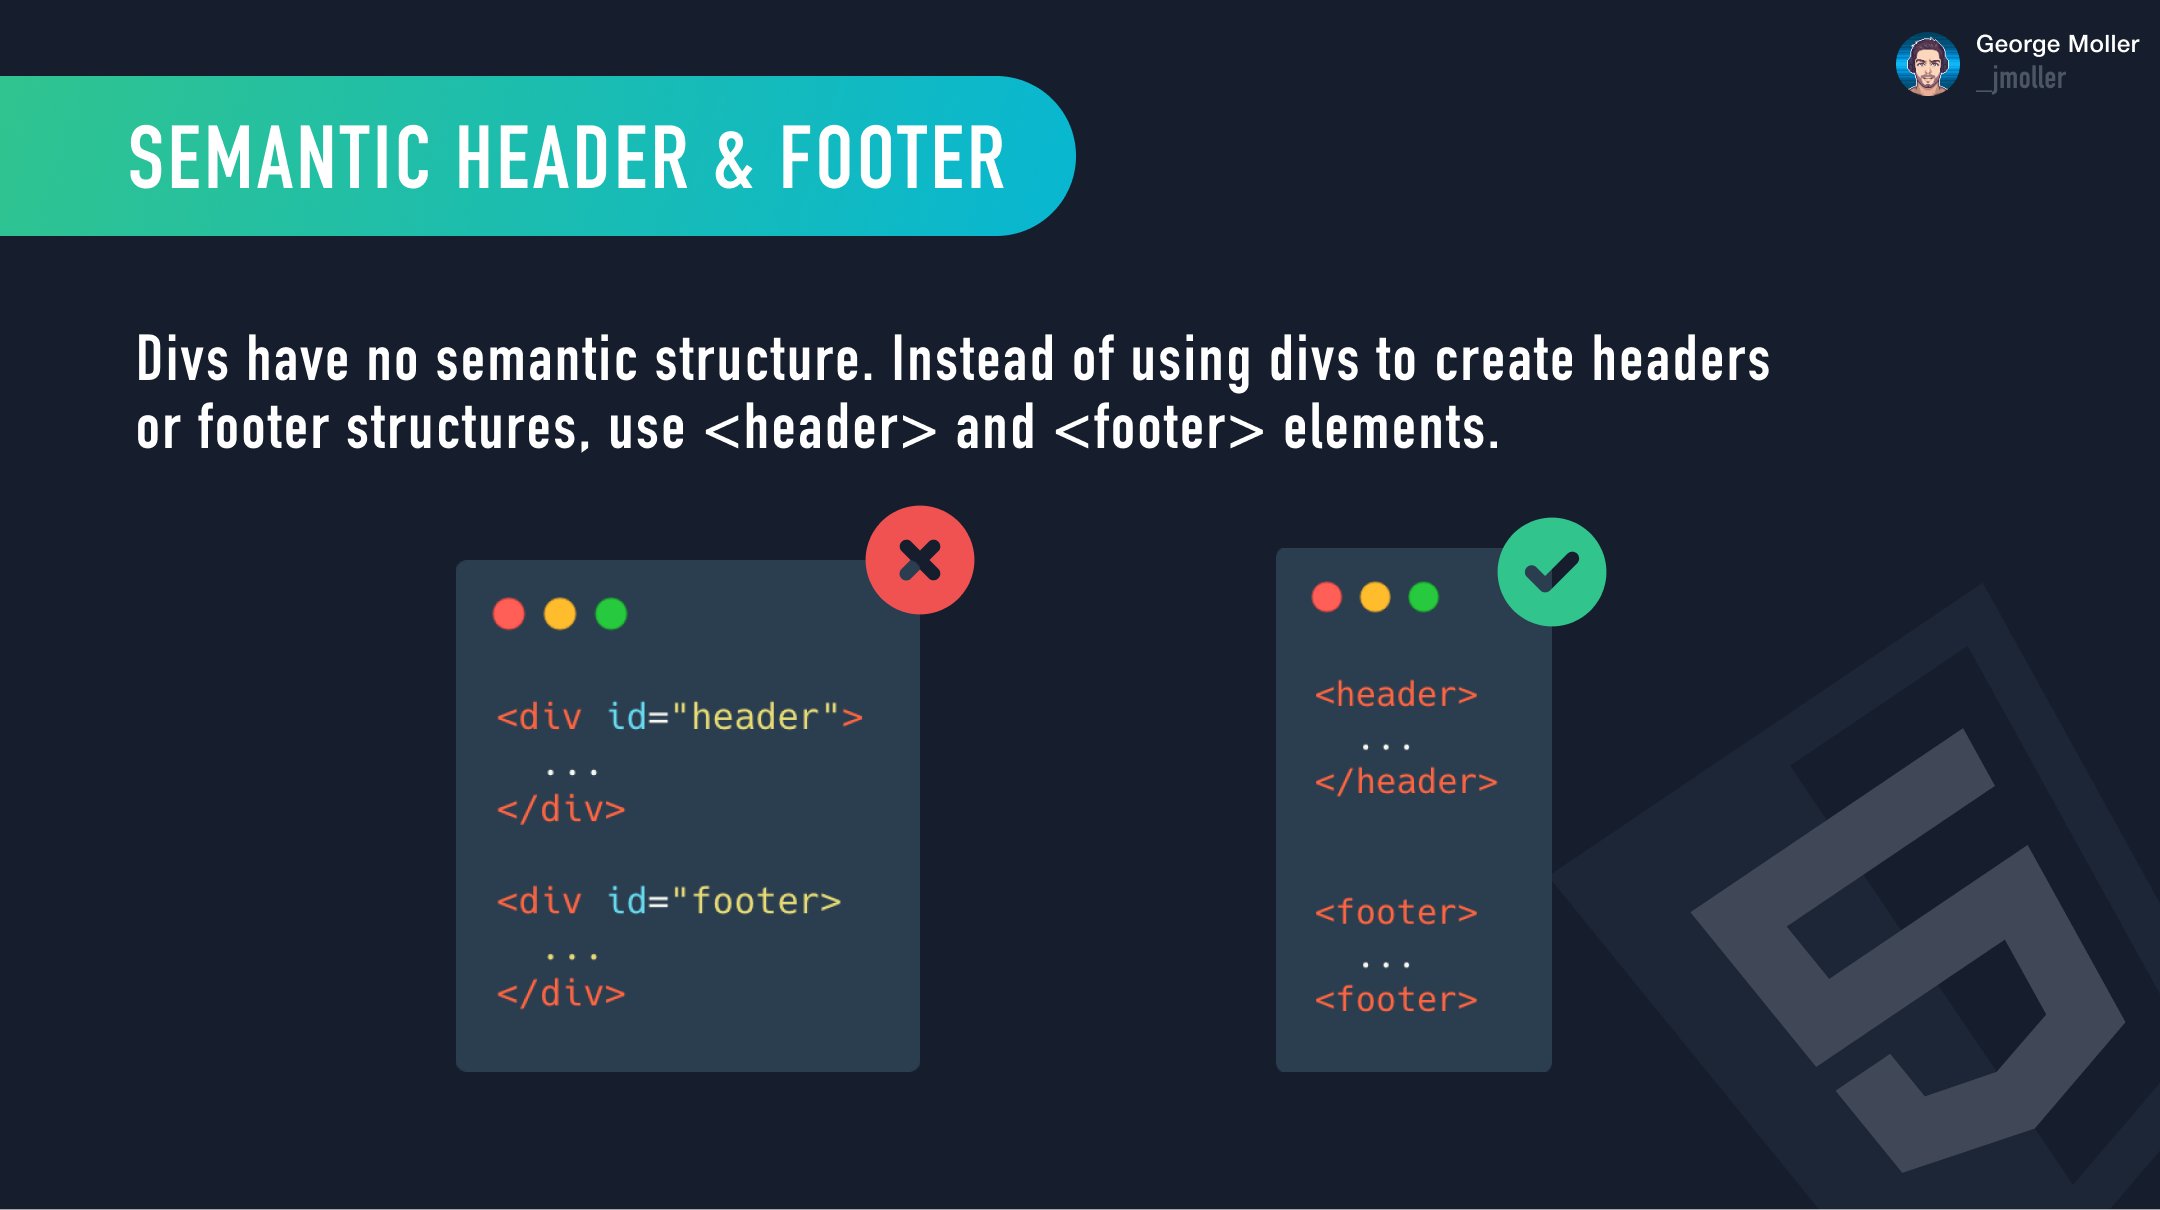 George Moller
_jmoller
SEMANTIC HEADER & FOOTER
Divs have no semantic structure. Instead of using divs to create headers
or footer structures, use <header> and <footer> elements.
<div id="header">
...
</div>
<div id="footer>
...
</div>
<header>
...
</header>
<footer>
...
<footer>